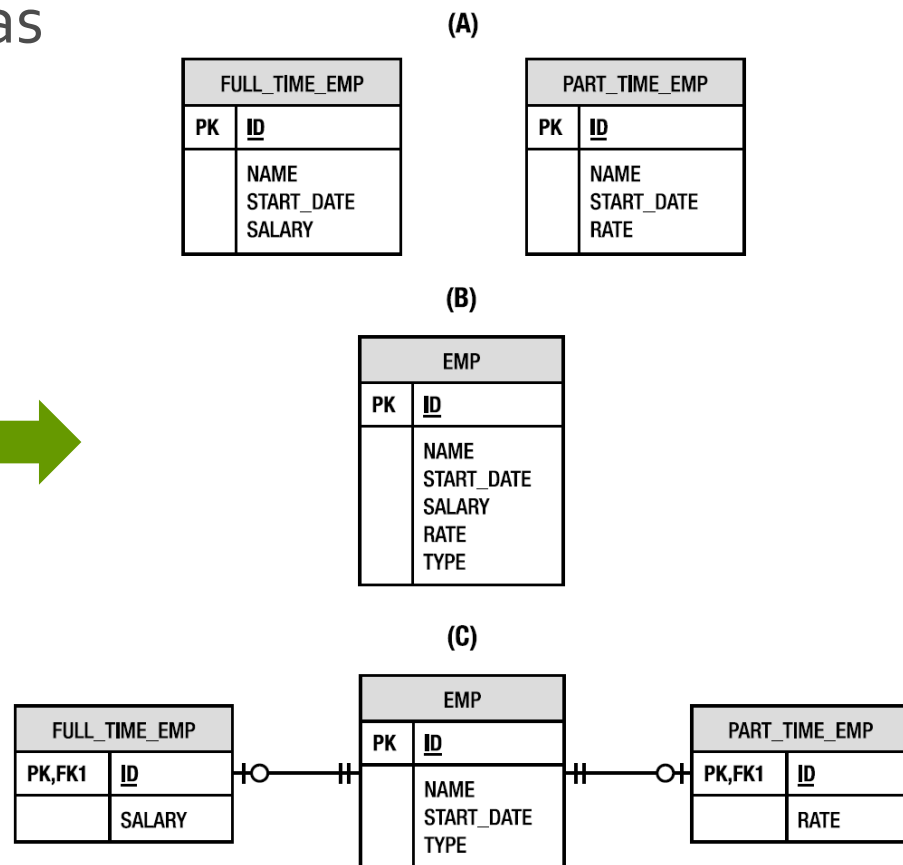 as
(A)
FULL_TIME_EMP
PK ID
NAME
START_DATE
SALARY
PART_TIME_EMP
PK ID
NAME
START_DATE
RATE
(B)
EMP
PK ID
NAME
START_DATE
SALARY
RATE
TYPE
(C)
FULL_TIME_EMP
PK,FK1 ID
SALARY
EMP
PK ID
NAME
START_DATE
TYPE
PART_TIME_EMP
PK,FK1 ID
RATE